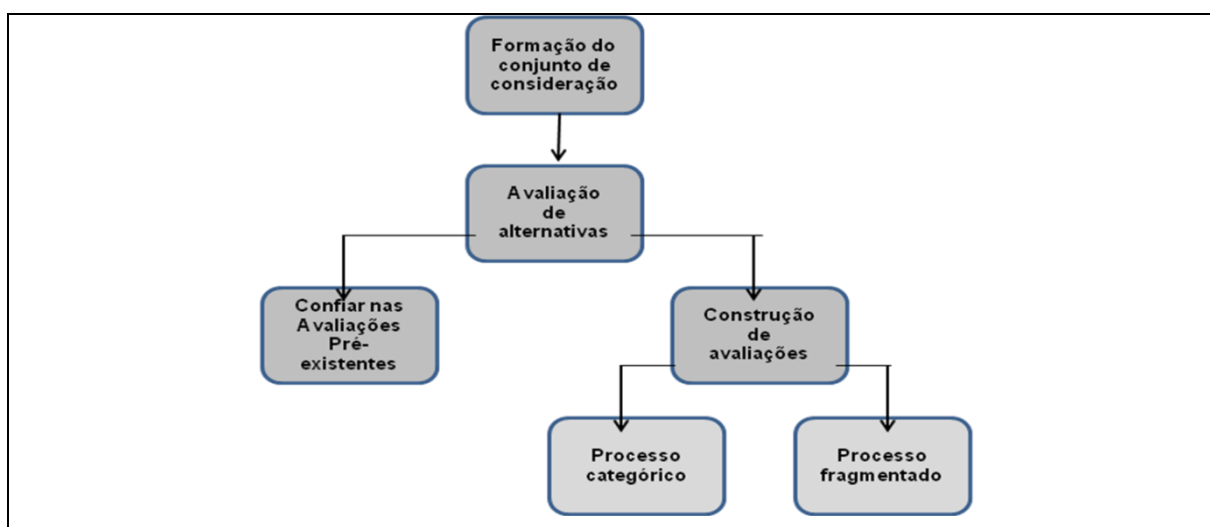 Formação do
conjunto de
consideração
Avaliação
de
alternativas
Confiar nas
Avaliações
Pré-
existentes
Construção
de
avaliações
Processo
categórico
Processo
fragmentado